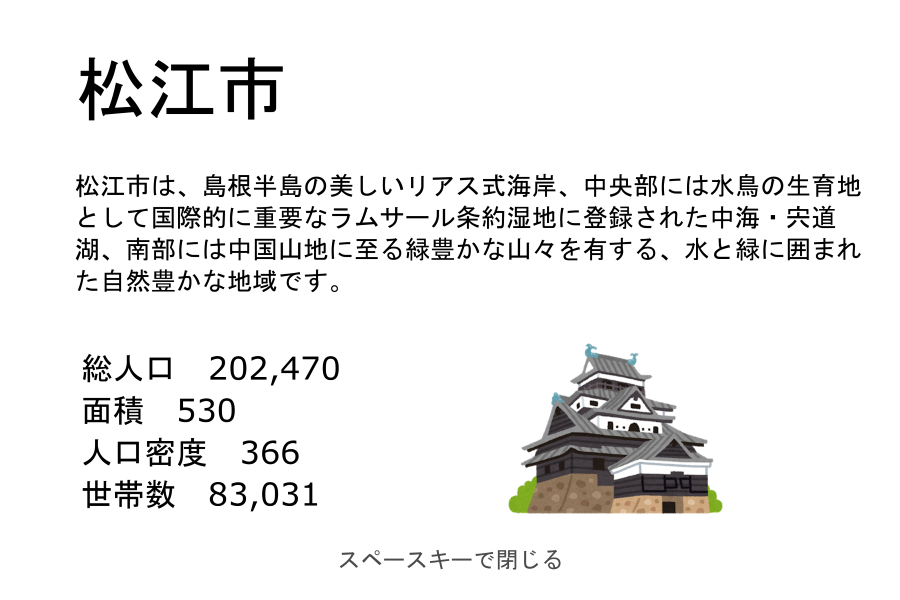 松江市
松江市は、島根半島の美しいリアス式海岸、中央部には水鳥の生育地
として国際的に重要なラムサール条約湿地に登録された中海・宍道
湖、南部には中国山地に至る緑豊かな山々を有する、水と緑に囲まれ
た自然豊かな地域です。
総人口　202,470
面積　530
人口密度　366
世帯数　83,031
スペースキーで閉じる